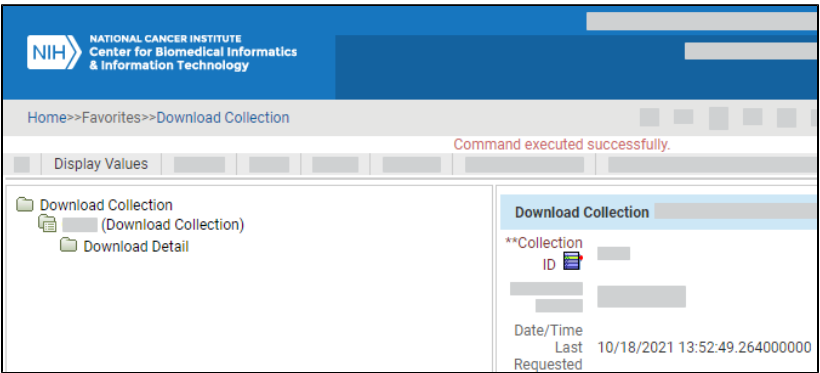 NIH
NATIONAL CANCER INSTITUTE
Center for Biomedical Informatics
& Information Technology
Home>>Favorites>>Download Collection
Command executed successfully.
Display Values
Download Collection
(Download Collection)
Download Detail
Download Collection
**Collection
ID
Date/Time
Last
Requested
10/18/2021 13:52:49.264000000